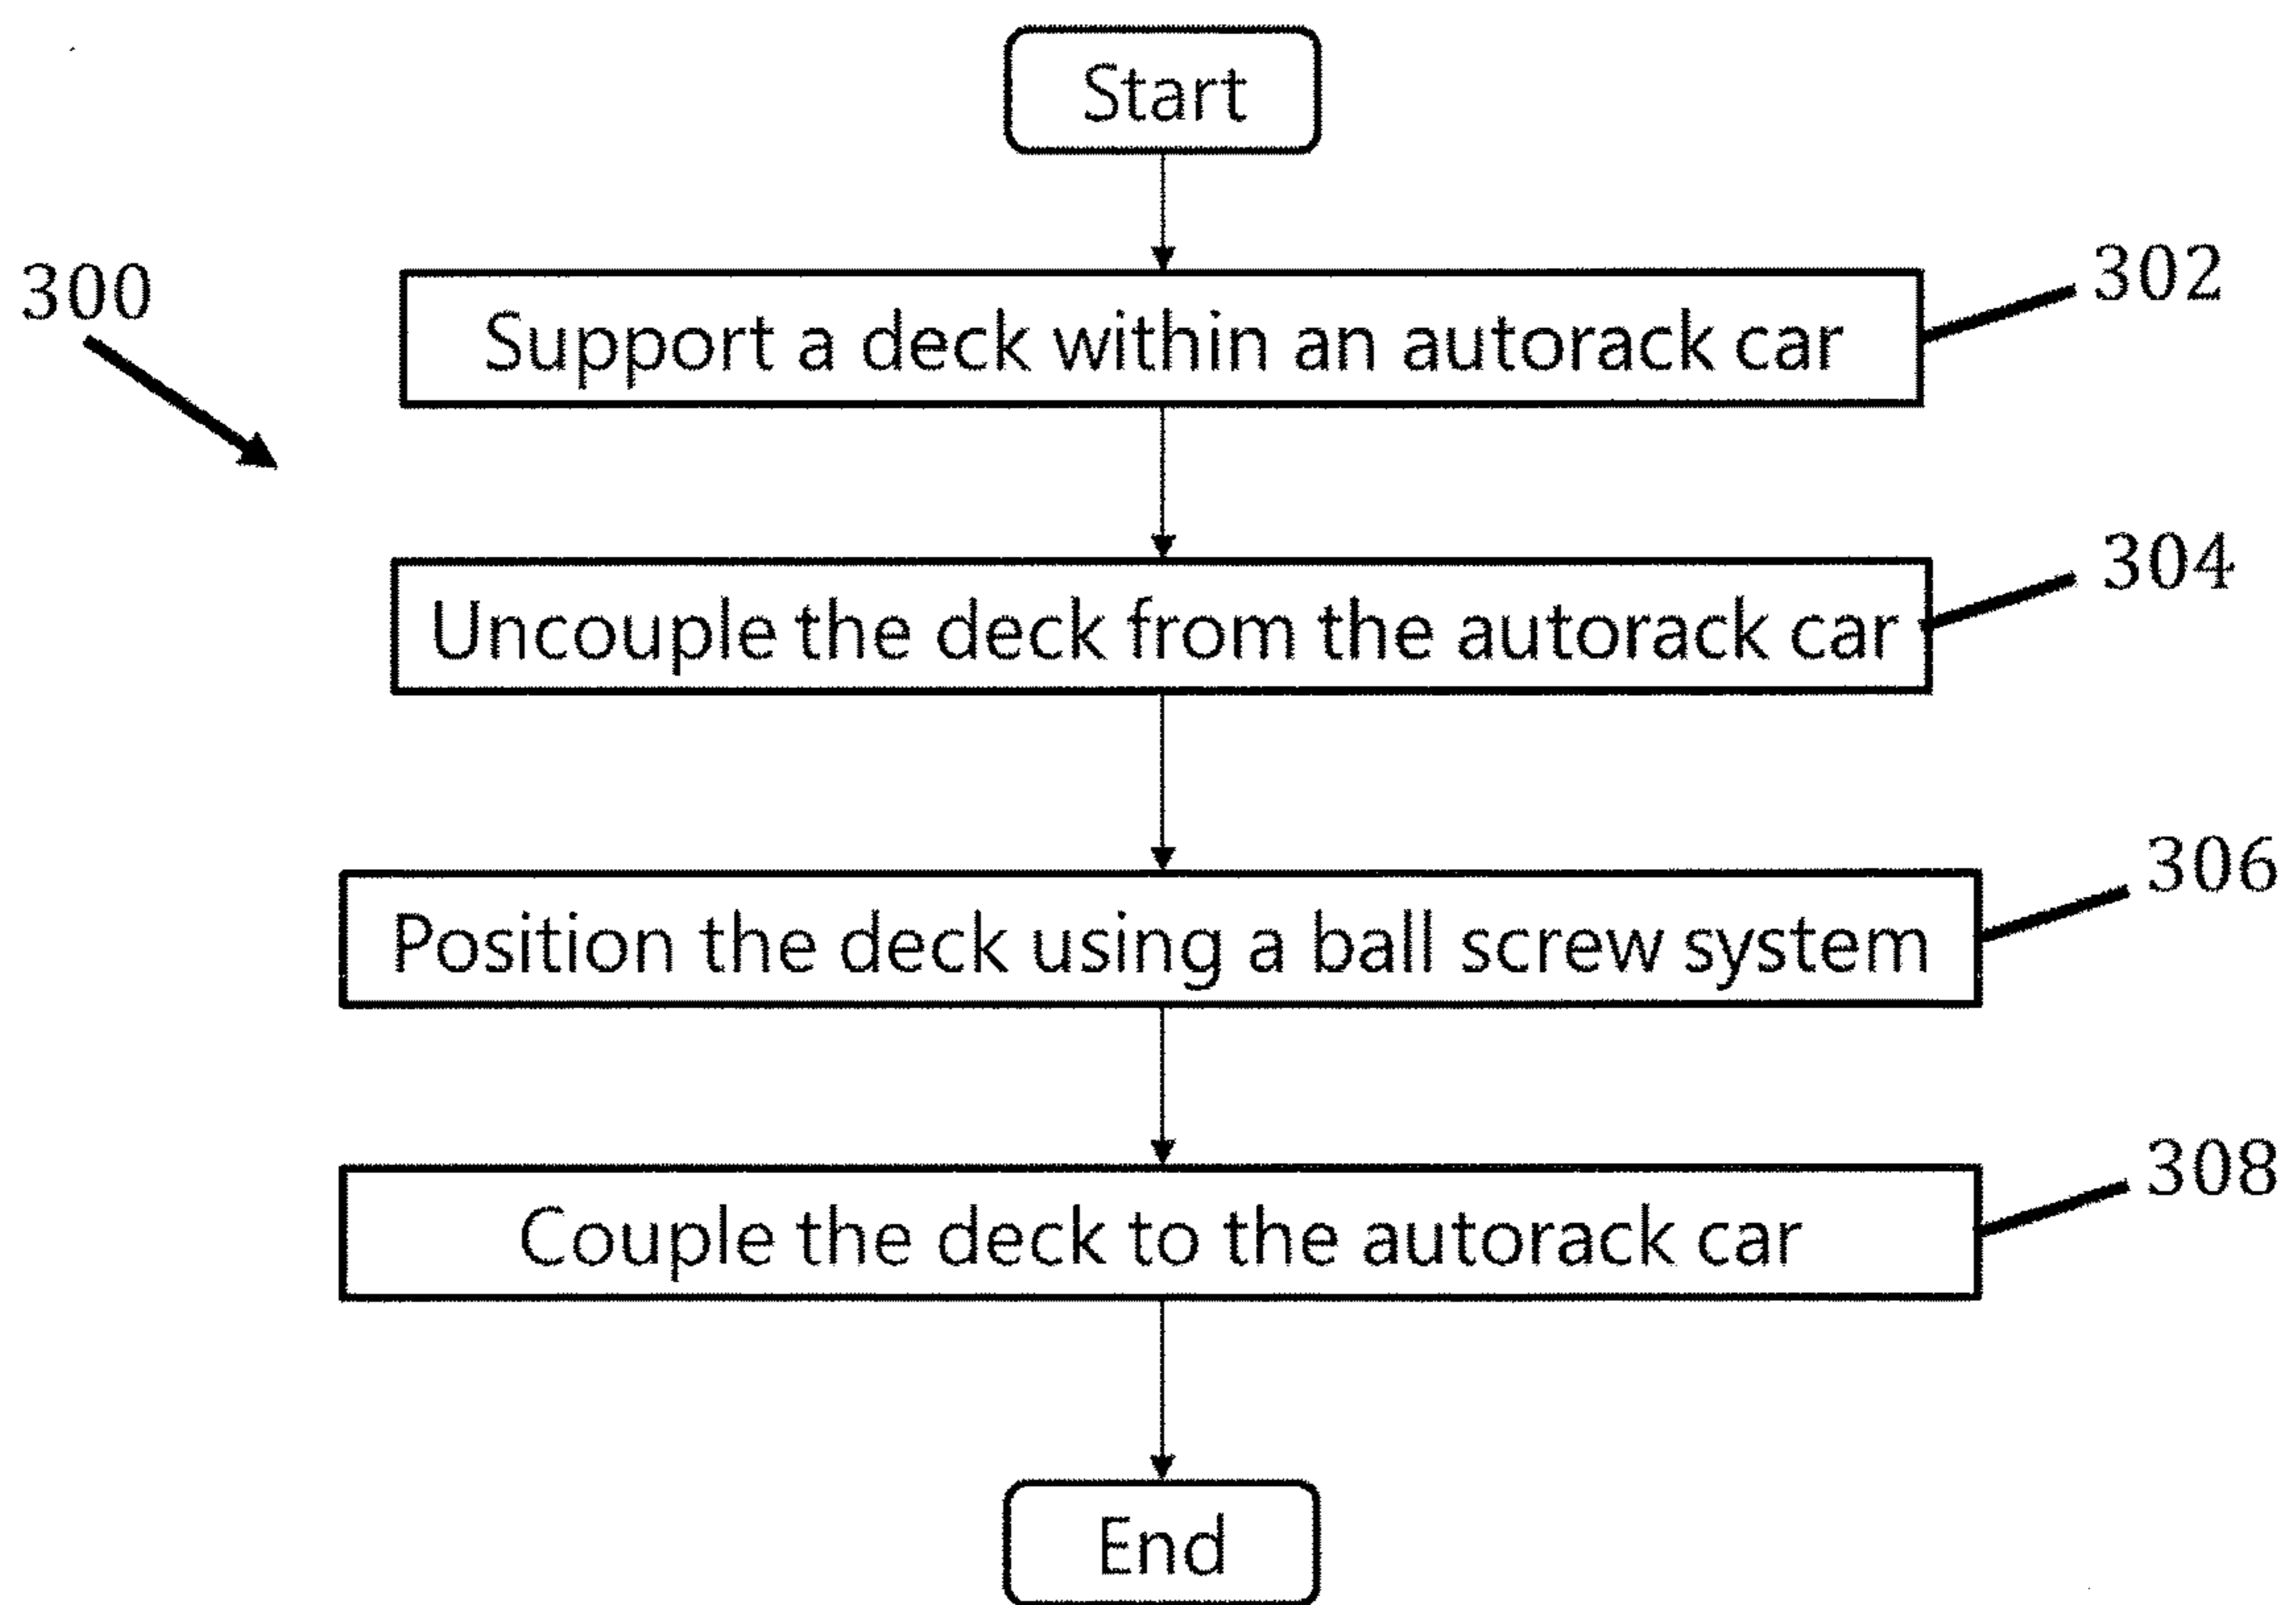 Start
300
Support a deck within an autorack car
302
Uncouple the deck from the autorack car
304
Position the deck using a ball screw system
306
Couple the deck to the autorack car
308
End